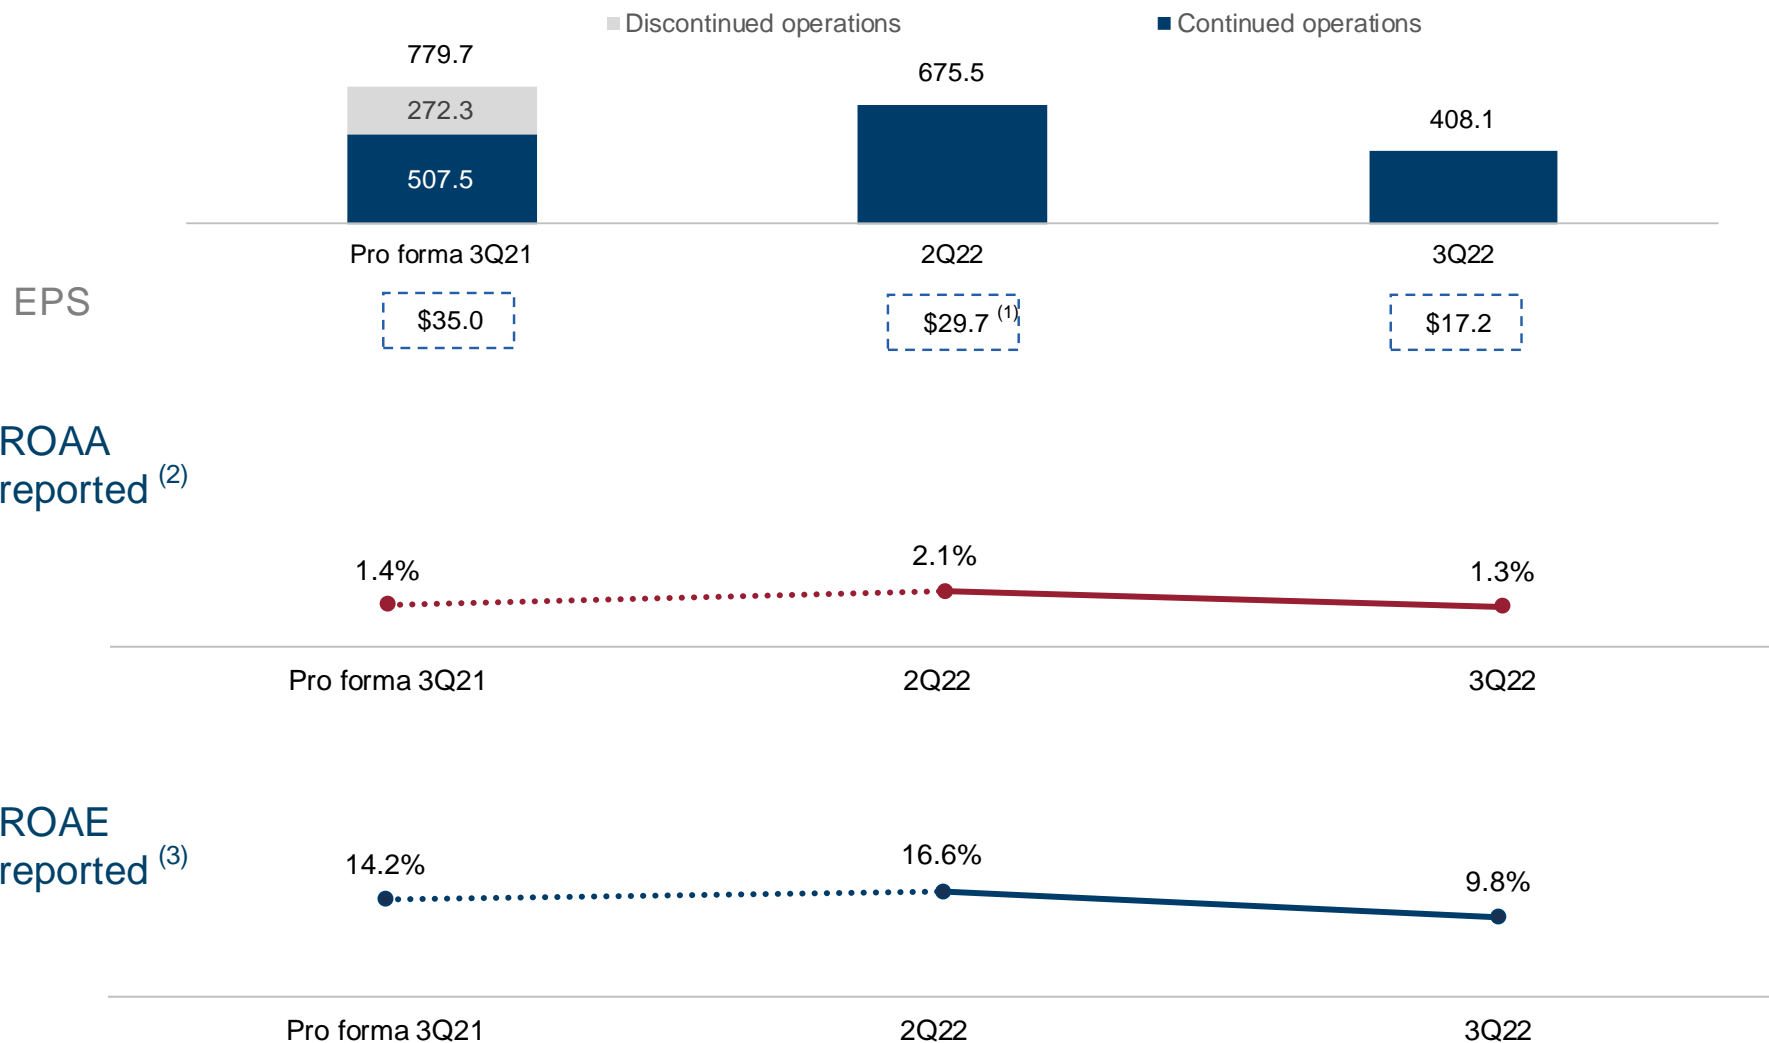 Discontinued operations
Continued operations
779.7
675.5
408.1
272.3
507.5
Pro forma 3Q21
2Q22
3Q22
EPS
$35.0
$29.7 (1)
$17.2
ROAA
reported (2)
1.4%
2.1%
1.3%
Pro forma 3Q21
2Q22
3Q22
ROAE
reported (3)
14.2%
16.6%
9.8%
Pro forma 3Q21
2Q22
3Q22